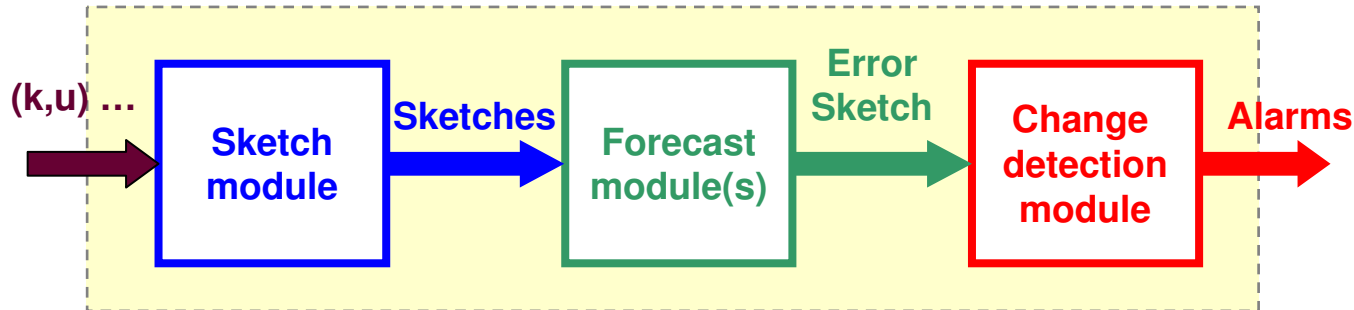 (k,u) …
Sketch
module
Sketches
Forecast
module(s)
Error
Sketch
Change
detection
module
Alarms